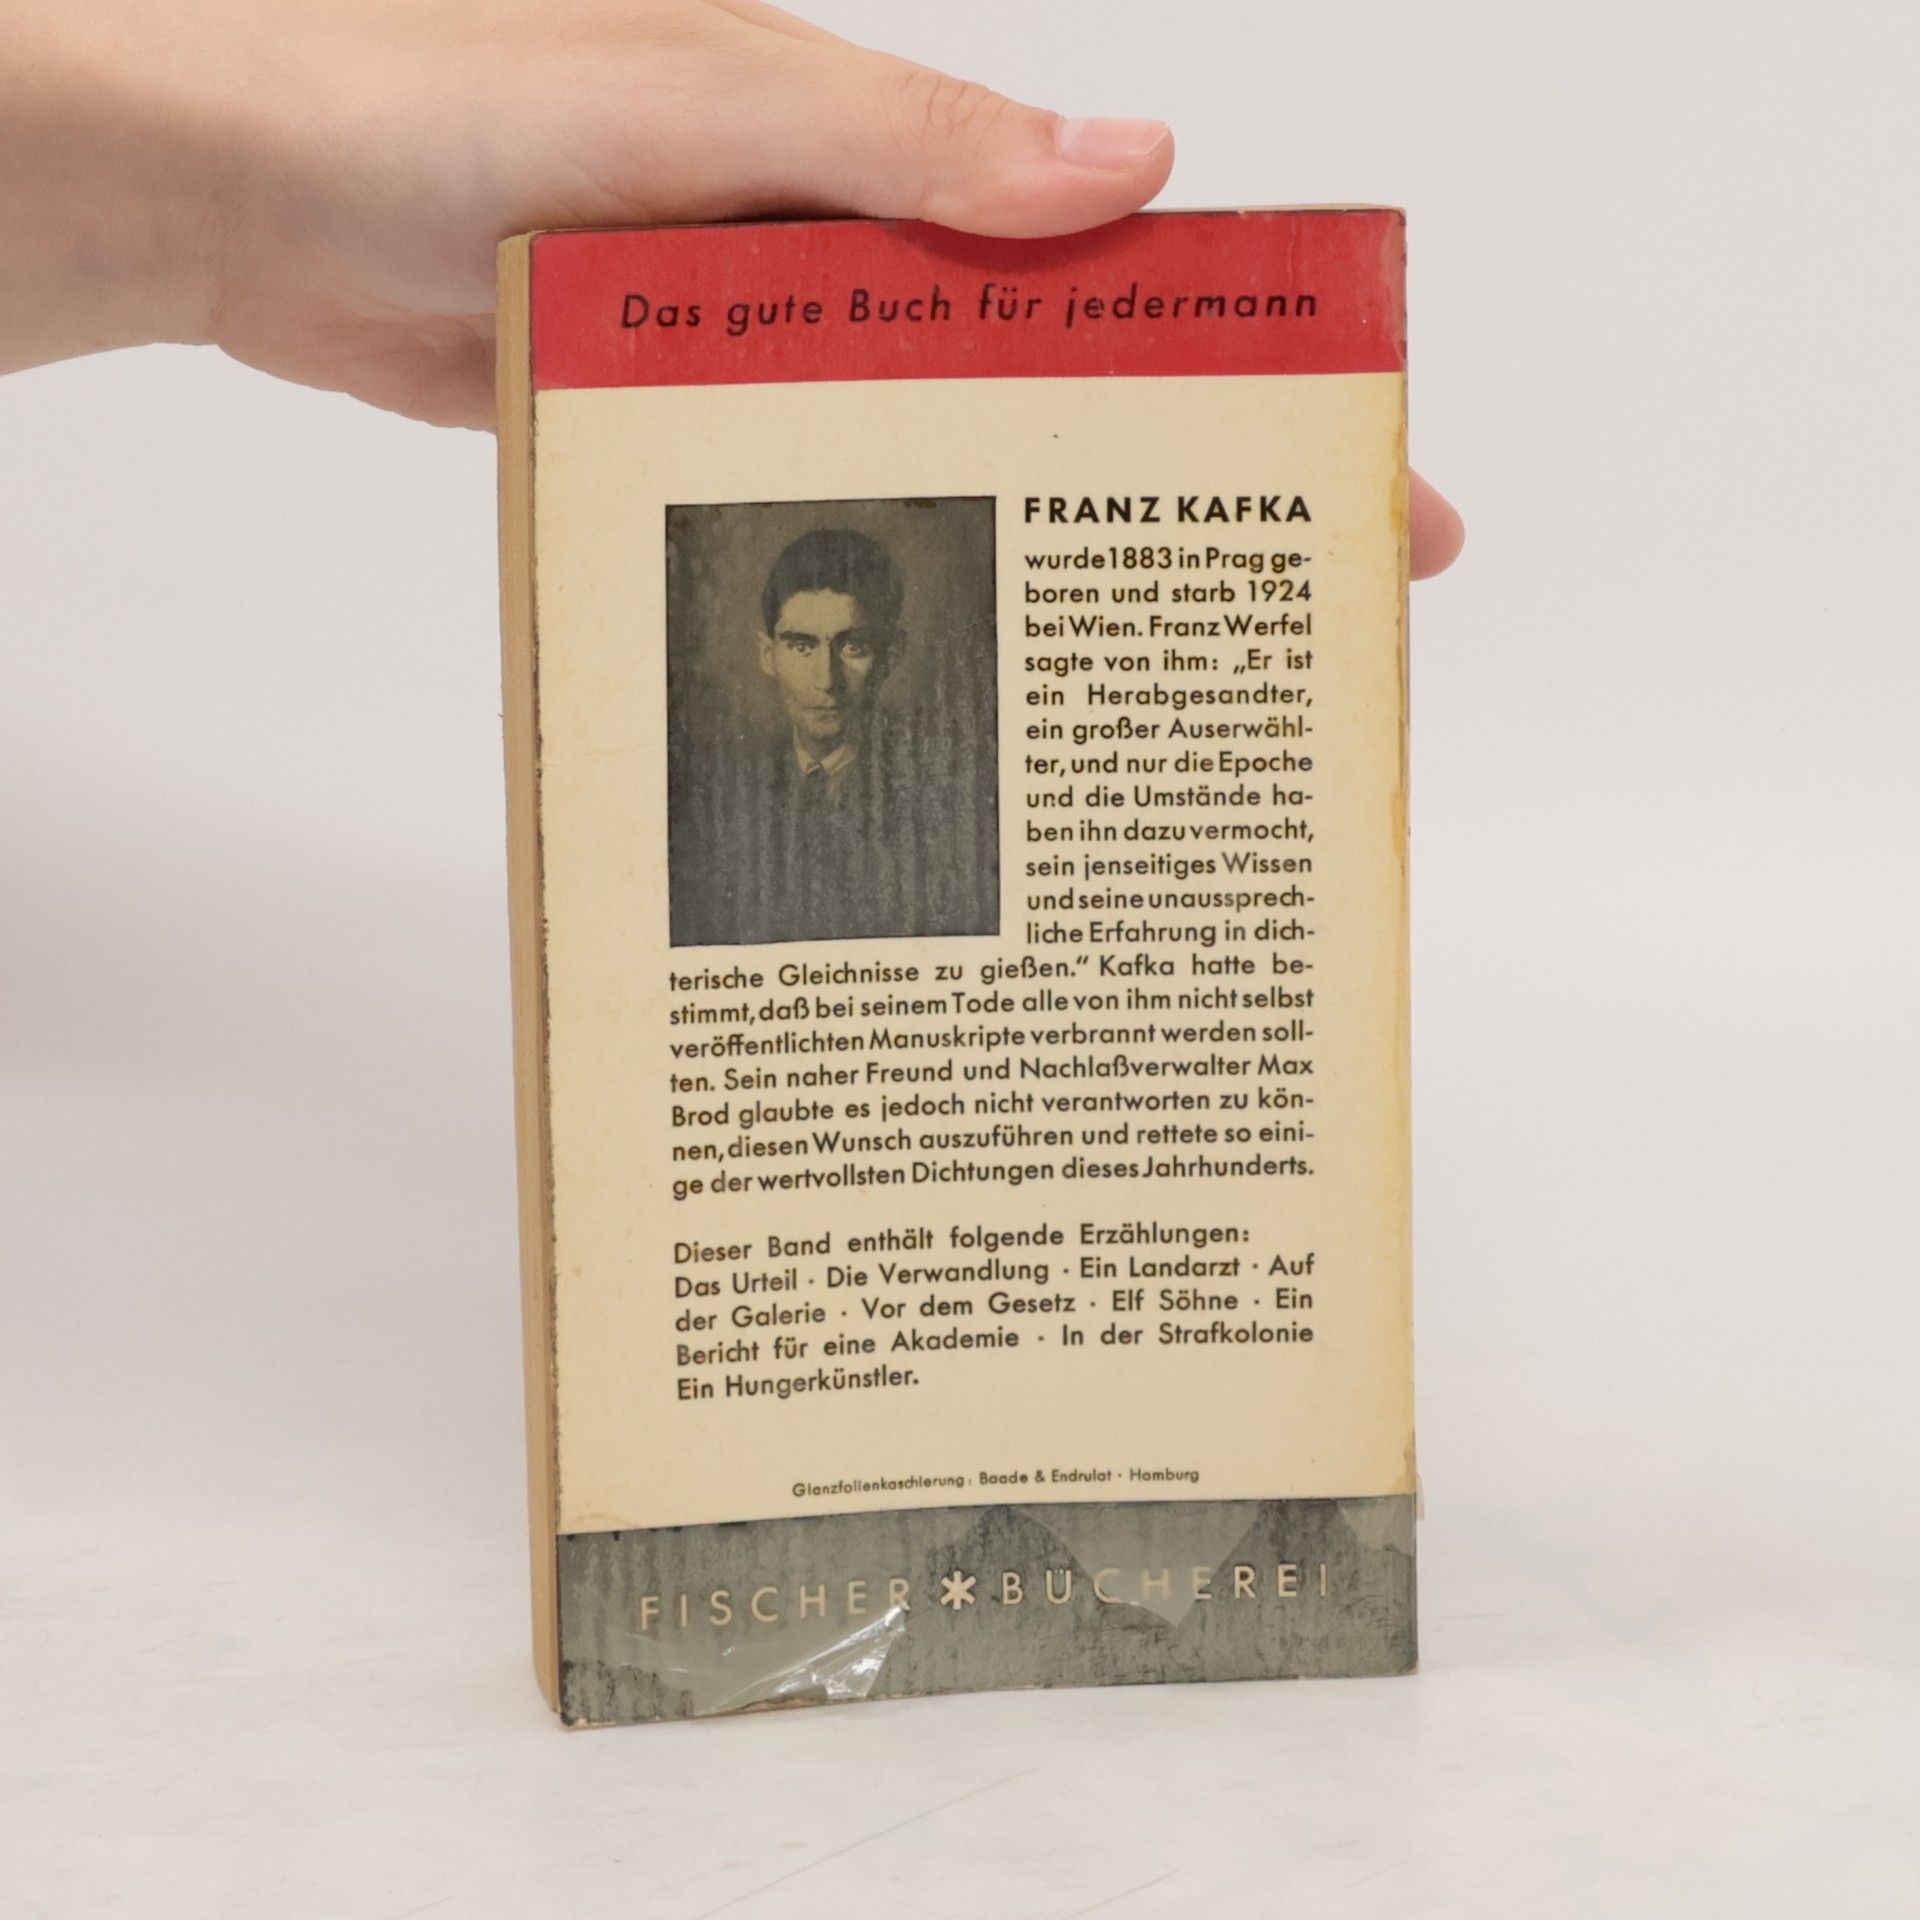 Das gute Buch für jedermann
FRANZ KAFKA
wurde 1883 in Prag ge-
boren und starb 1924
bei Wien. Franz Werfel
sagte von ihm: „Er ist
ein Herabgesandter,
ein großer Auserwähl-
ter, und nur die Epoche
und die Umstände ha-
ben ihn dazu vermocht,
sein jenseitiges Wissen
und seine unaussprech-
liche Erfahrung in dich-
terische Gleichnisse zu gießen.“ Kafka hatte be-
stimmt, daß bei seinem Tode alle von ihm nicht selbst
veröffentlichten Manuskripte verbrannt werden soll-
ten. Sein naher Freund und Nachlaßverwalter Max
Brod glaubte es jedoch nicht verantworten zu kön-
nen, diesen Wunsch auszuführen und rettete so eini-
ge der wertvollsten Dichtungen dieses Jahrhunderts.
Dieser Band enthält folgende Erzählungen:
Das Urteil · Die Verwandlung · Ein Landarzt · Auf
der Galerie · Vor dem Gesetz · Elf Söhne · Ein
Bericht für eine Akademie · In der Strafkolonie
Ein Hungerkünstler.
Glanzfolienkaschierung: Baade & Endrulat · Hamburg
FISCHER * BÜCHEREI